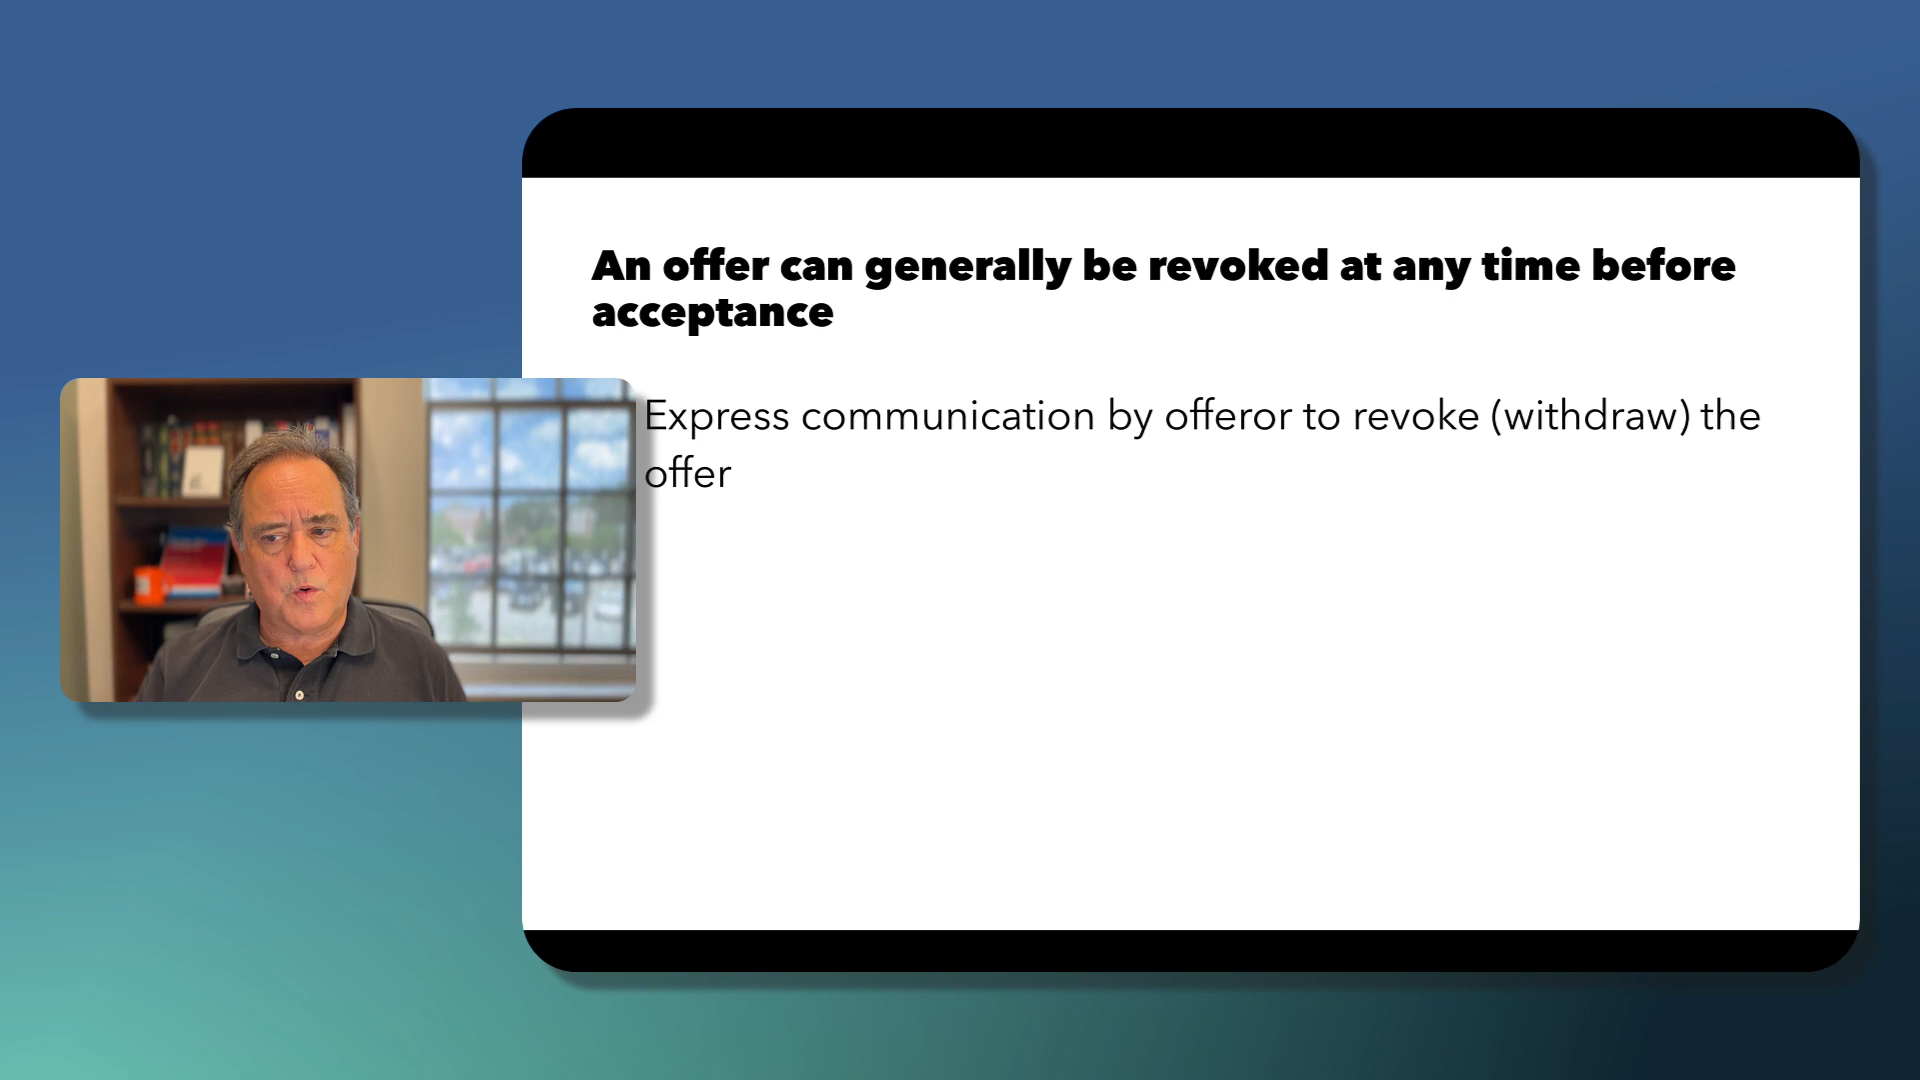 An offer can generally be revoked at any time before
acceptance
Express communication by offeror to revoke (withdraw) the
offer